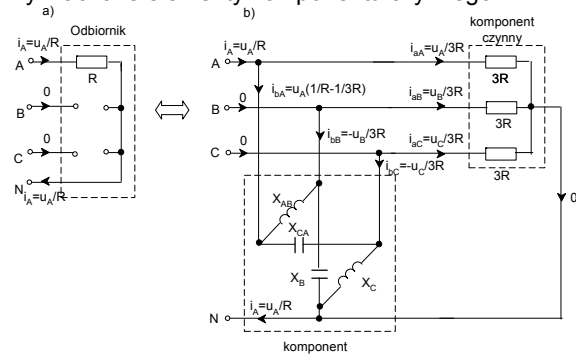 a)
Odbiornik
i_A=u_A/R
A
R
0
B
0
C
N
i_A=u_A/R
b)
i_A=u_A/R
A
i_bA=u_A(1/R-1/3R)
0
B
i_bB=-u_B/3R
0
C
i_bC=-u_C/3R
komponent
czynny
i_aA=u_A/3R
3R
i_aB=u_B/3R
3R
i_aC=u_C/3R
3R
0
X_AB
X_CA
X_B
X_C
N
i_A=u_A/R
komponent